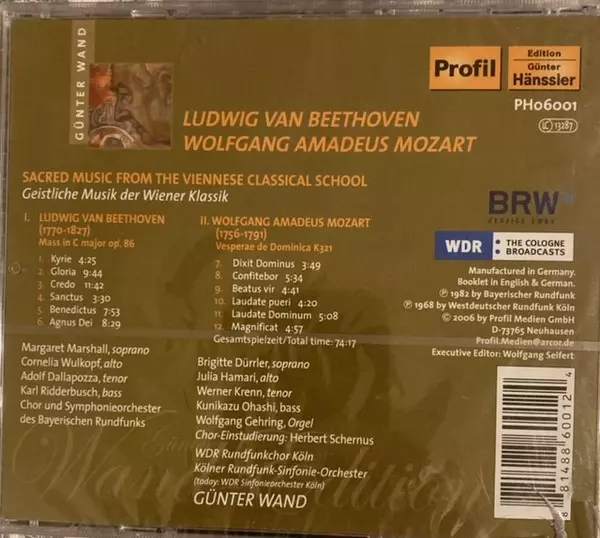 GÜNTER WAND
Profil
Edition
Günter
Hänssler
PH06001
LC 13287
LUDWIG VAN BEETHOVEN
WOLFGANG AMADEUS MOZART
SACRED MUSIC FROM THE VIENNESE CLASSICAL SCHOOL
Geistliche Musik der Wiener Klassik
I. LUDWIG VAN BEETHOVEN
(1770-1827)
Mass in C major op. 86
1 Kyrie 4:25
2 Gloria 9:44
3 Credo 11:42
4 Sanctus 3:30
5 Benedictus 7:53
6 Agnus Dei 8:29
Margaret Marshall, soprano
Cornelia Wulkopf, alto
Adolf Dallapozza, tenor
Karl Ridderbusch, bass
Chor und Symphonieorchester
des Bayerischen Rundfunks
II. WOLFGANG AMADEUS MOZART
(1756-1791)
Vesperae de Dominica K321
7 Dixit Dominus 3:49
8 Confitebor 5:34
9 Beatus vir 4:41
10 Laudate pueri 4:20
11 Laudate Dominum 5:08
12 Magnificat 4:57
Gesamtspielzeit/Total time: 74:17
Brigitte Dürrler, soprano
Julia Hamari, alto
Werner Krenn, tenor
Kunikazu Ohashi, bass
Wolfgang Gehring, Orgel
Chor-Einstudierung: Herbert Schernus
WDR Rundfunkchor Köln
Kölner Rundfunk-Sinfonie-Orchester
(today: WDR Sinfonieorchester Köln)
GÜNTER WAND
BRW
WDR THE COLOGNE
BROADCASTS
Manufactured in Germany.
Booklet in English & German.
℗ 1982 by Bayerischer Rundfunk
℗ 1968 by Westdeutscher Rundfunk Köln
© 2006 by Profil Medien GmbH
D-73765 Neuhausen
Profil.Medien@arcor.de
Executive Editor: Wolfgang Seifert
8 81488 60012 4